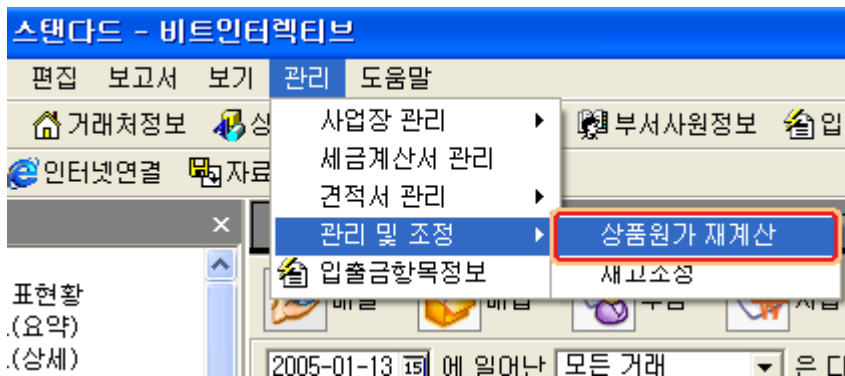 스탠다드 - 비트인터렉티브
편집 보고서 보기 관리 도움말
거래처정보 부서사원정보 입
인터넷연결 자료
사업장 관리
세금계산서 관리
견적서 관리
관리 및 조정
입출금항목정보
상품원가 재계산
재고조정
표현황
.(요약)
.(상세)
2005-01-13 15 에 일어난 모든 거래 은